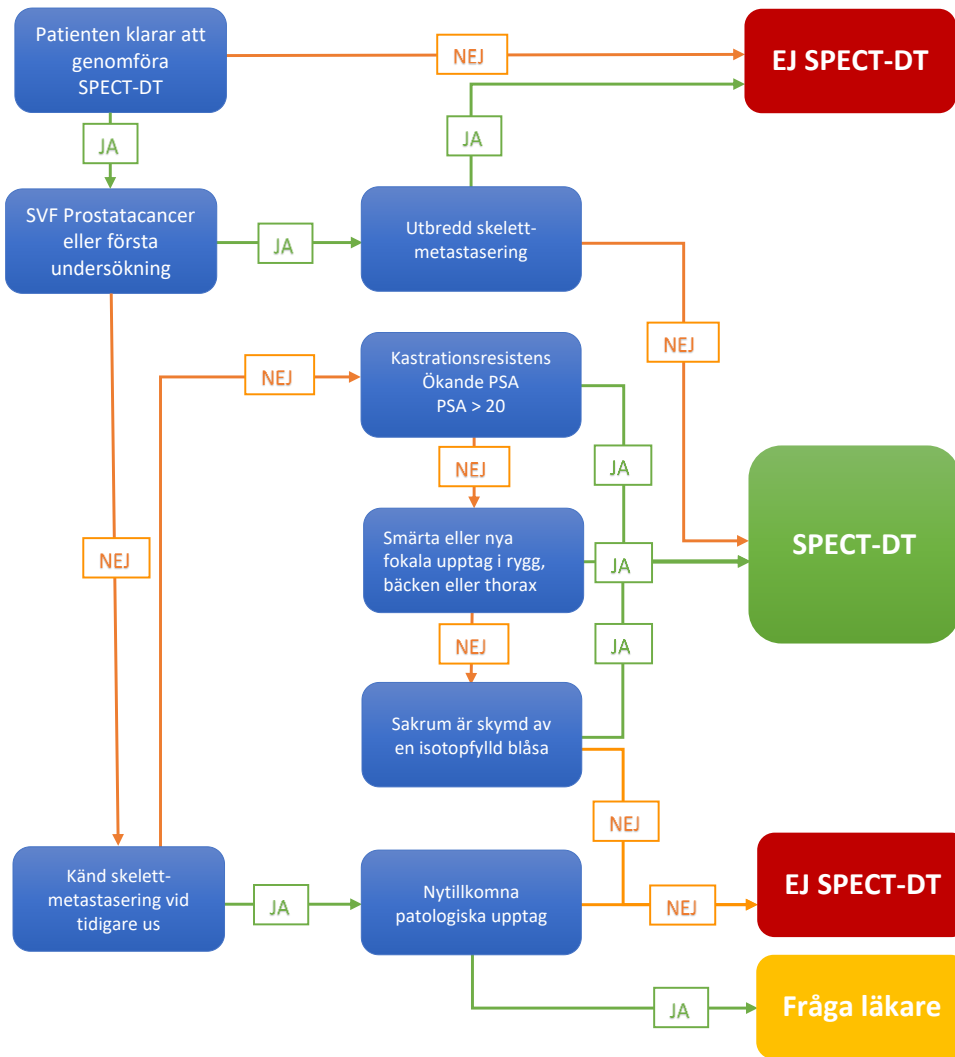 Patienten klarar att
genomföra
SPECT-DT
NEJ
EJ SPECT-DT
JA
JA
SVF Prostatacancer
eller första
undersökning
JA
Utbredd skelett-
metastasering
NEJ
NEJ
Kastrationsresistens
Ökande PSA
PSA > 20
JA
NEJ
NEJ
Smärta eller nya
fokala upptag i rygg,
bäcken eller thorax
JA
SPECT-DT
NEJ
JA
Sakrum är skymd av
en isotopfylld blåsa
NEJ
Känd skelett-
metastasering vid
tidigare us
JA
Nytillkomna
patologiska upptag
NEJ
EJ SPECT-DT
JA
Fråga läkare